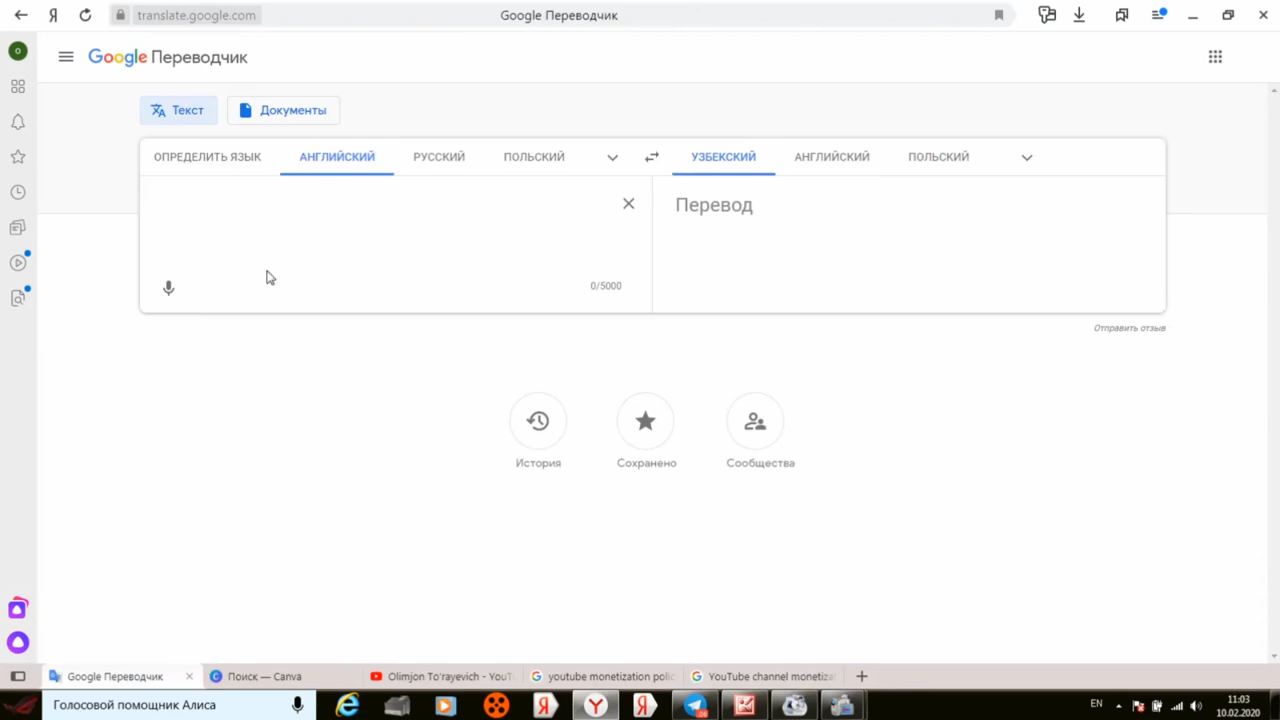 translate.google.com
Google Переводчик
Google Переводчик
Текст
Документы
ОПРЕДЕЛИТЬ ЯЗЫК АНГЛИЙСКИЙ РУССКИЙ ПОЛЬСКИЙ УЗБЕКСКИЙ АНГЛИЙСКИЙ ПОЛЬСКИЙ
Перевод
0/5000
Отправить отзыв
История Сохранено Сообщества
Google Переводчик Поиск — Canva Olimjon To'rayevich - YouT youtube monetization polic YouTube channel monetizat
Голосовой помощник Алиса
EN
11:03
10.02.2020